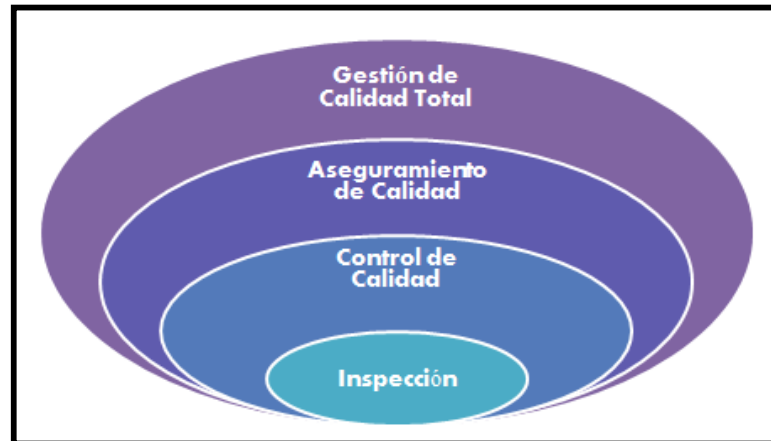 Gestión de
Calidad Total
Aseguramiento
de Calidad
Control de
Calidad
Inspección